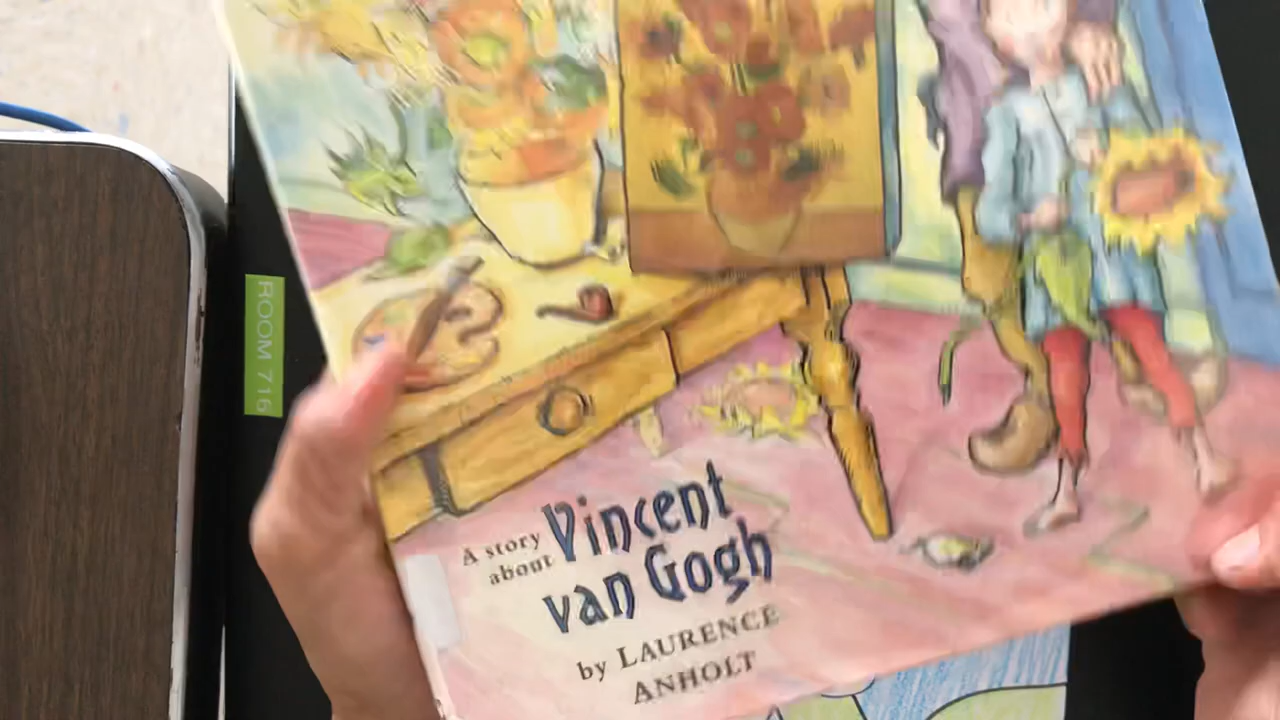 ROOM 716
A story
about
Vincent
van Gogh
by LAURENCE
ANHOLT